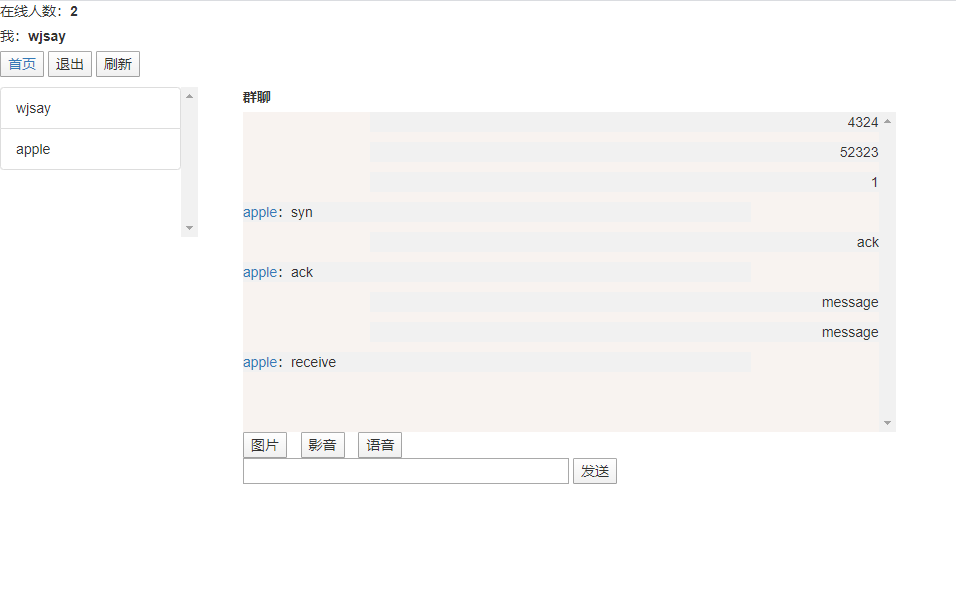 在线人数：2
我：wjsay
首页 退出 刷新
wjsay
apple
群聊
4324
52323
1
apple：syn
ack
apple：ack
message
message
apple：receive
图片 影音 语音
发送